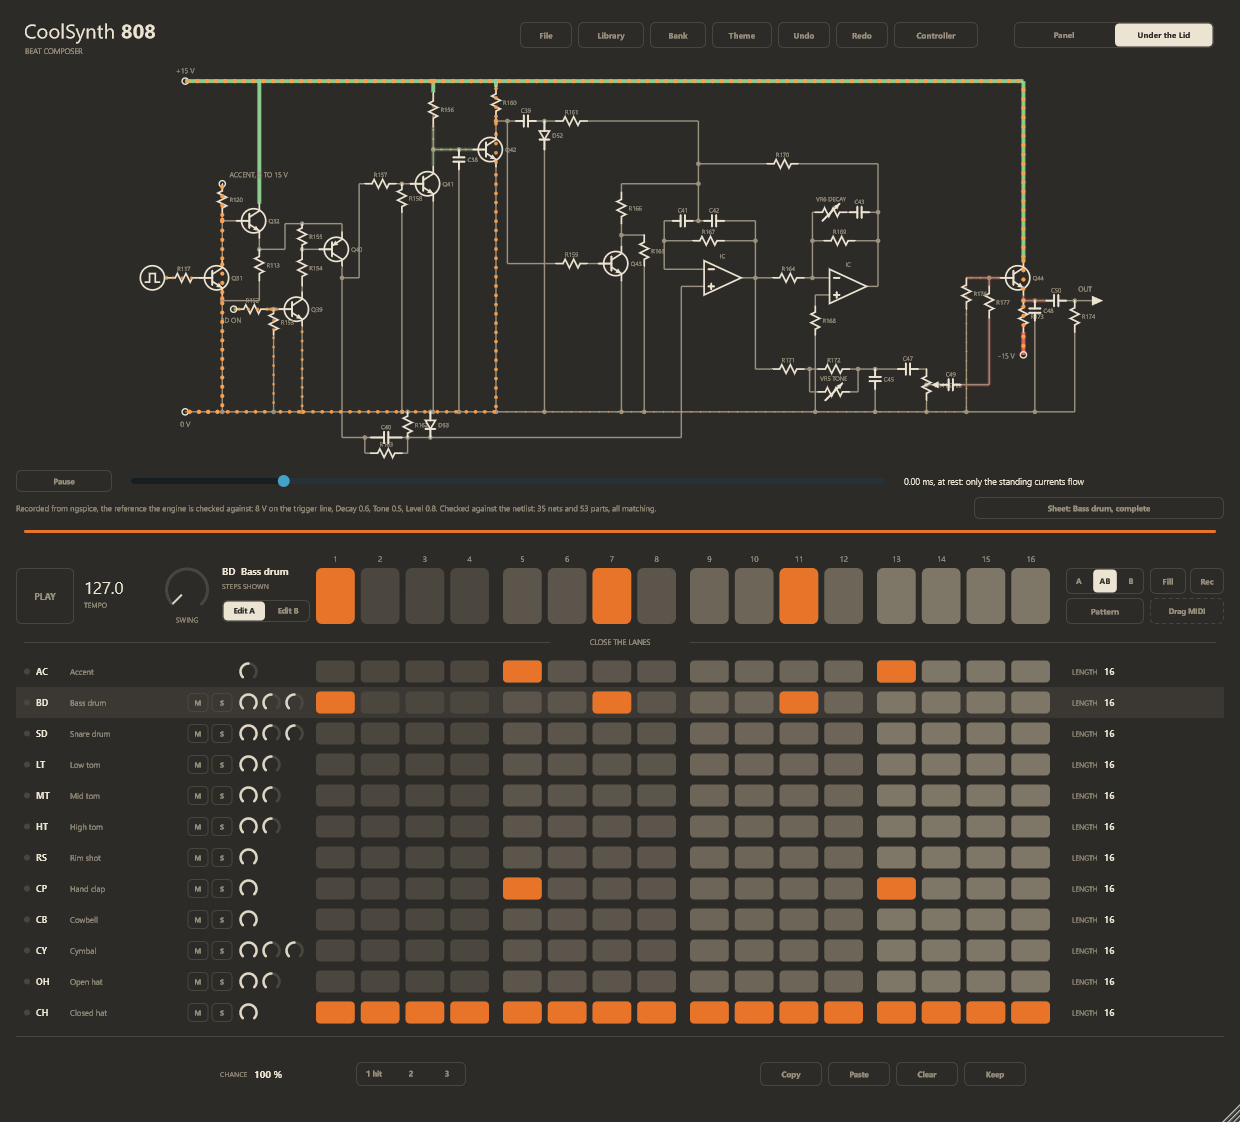 CoolSynth 808
BEAT COMPOSER
File Library Bank Theme Undo Redo Controller Panel Under the Lid
+15 V
R156 R160 C39 R161
D52
Q42
C38
R170
ACCENT, TO 15 V
R157 Q41
R120 R158
Q32
VR6 DECAY C43
R166 C41 C42
R155 Q40 R167 R169
R113 R154 R159 Q43 IC IC
R117 Q31 R164 Q44
OUT
C50
R177
D ON Q39 R168 C48
R173 R174
−15 V
R171 R172 C47
VR5 TONE C45 C49
0 V
C40 D53
Pause 0.00 ms, at rest: only the standing currents flow
Recorded from ngspice, the reference the engine is checked against: 8 V on the trigger line, Decay 0.6, Tone 0.5, Level 0.8. Checked against the netlist: 35 nets and 53 parts, all matching. Sheet: Bass drum, complete
1 2 3 4 5 6 7 8 9 10 11 12 13 14 15 16
PLAY 127.0 TEMPO SWING BD Bass drum STEPS SHOWN Edit A Edit B A AB B Fill Rec
Pattern Drag MIDI
CLOSE THE LANES
AC Accent LENGTH 16
BD Bass drum M S LENGTH 16
SD Snare drum M S LENGTH 16
LT Low tom M S LENGTH 16
MT Mid tom M S LENGTH 16
HT High tom M S LENGTH 16
RS Rim shot M S LENGTH 16
CP Hand clap M S LENGTH 16
CB Cowbell M S LENGTH 16
CY Cymbal M S LENGTH 16
OH Open hat M S LENGTH 16
CH Closed hat M S LENGTH 16
CHANCE 100 % 1 hit 2 3 Copy Paste Clear Keep